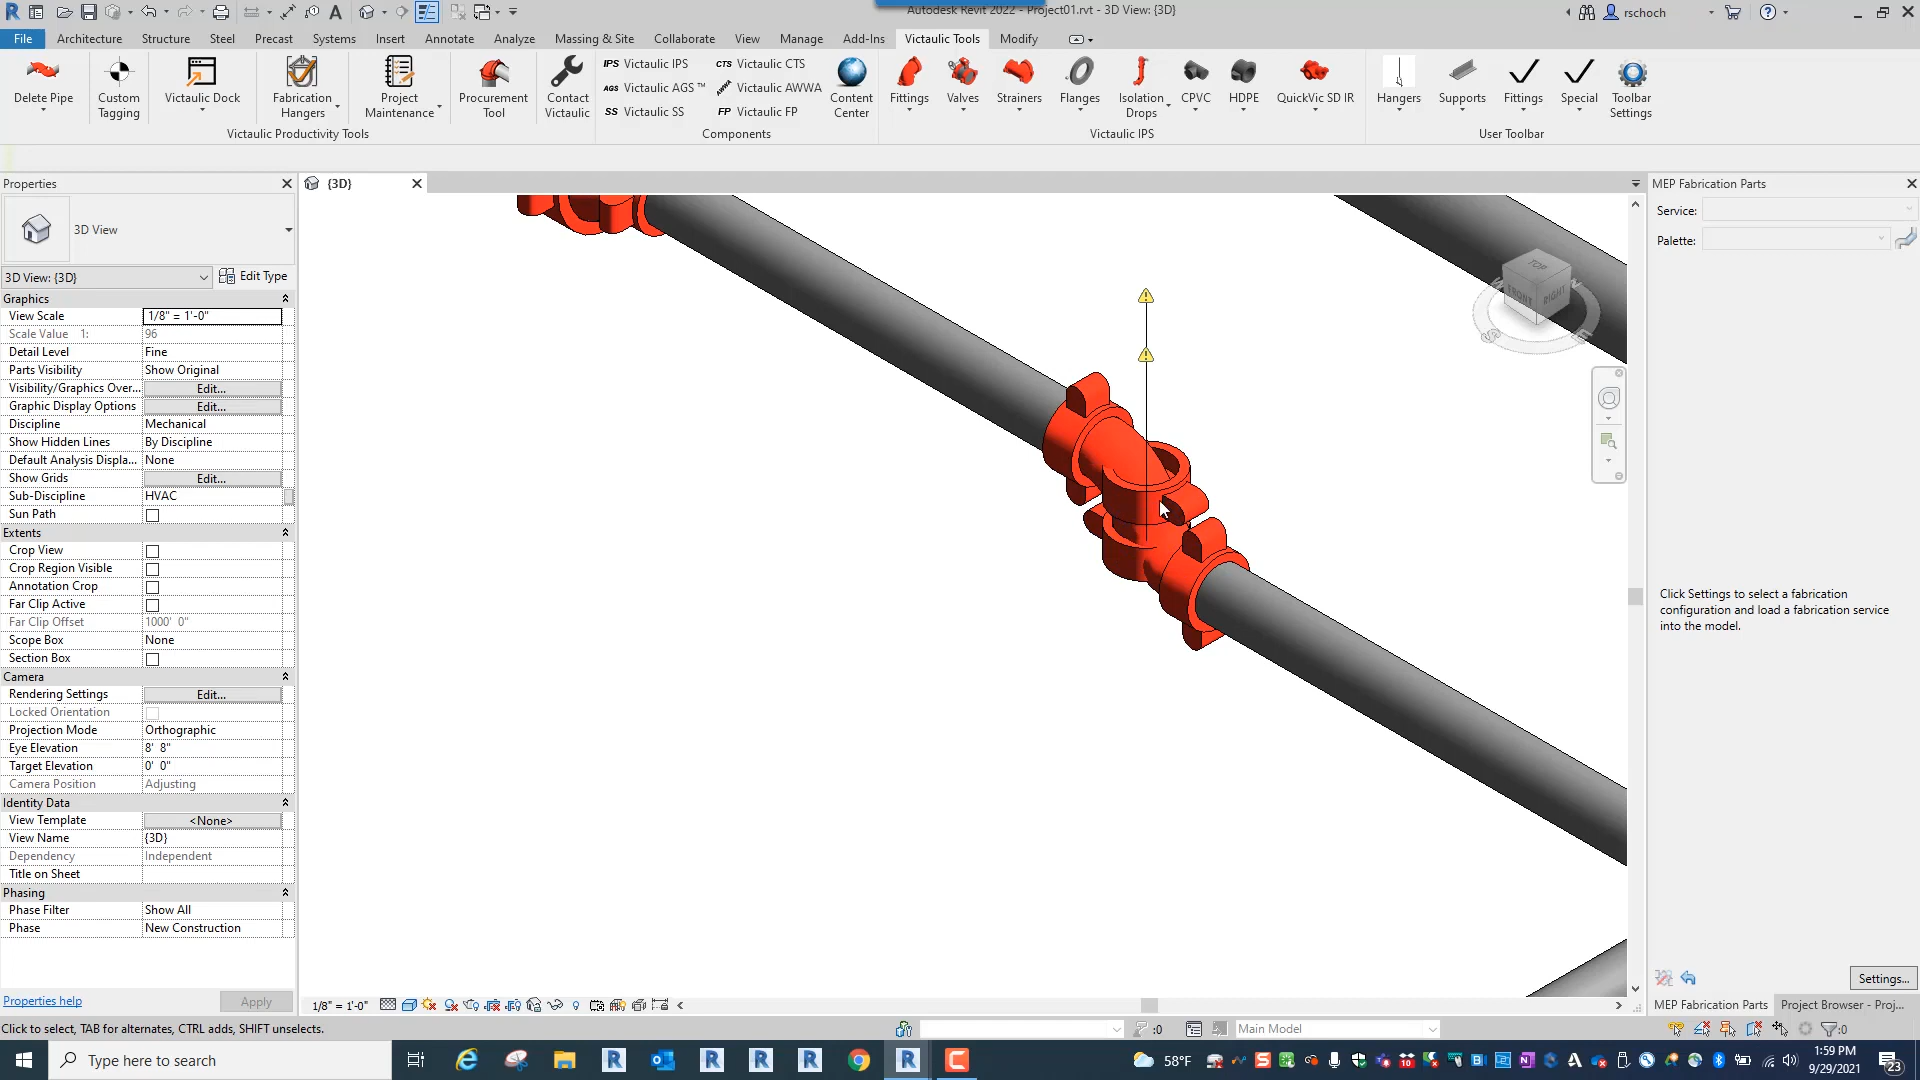 Autodesk Revit 2022 - Project01.rvt - 3D View: {3D}
rschoch
File Architecture Structure Steel Precast Systems Insert Annotate Analyze Massing & Site Collaborate View Manage Add-Ins Victaulic Tools Modify
Delete Pipe
Custom Tagging
Victaulic Dock
Fabrication Hangers
Project Maintenance
Procurement Tool
Contact Victaulic
IPS Victaulic IPS
CTS Victaulic CTS
AGS Victaulic AGS ™
Victaulic AWWA
SS Victaulic SS
FP Victaulic FP
Content Center
Fittings
Valves
Strainers
Flanges
Isolation Drops
CPVC
HDPE
QuickVic SD IR
Hangers
Supports
Fittings
Special
Toolbar Settings
Victaulic Productivity Tools
Components
Victaulic IPS
User Toolbar
Properties
{3D}
MEP Fabrication Parts
3D View
3D View: {3D}
Edit Type
Graphics
View Scale 1/8" = 1'-0"
Scale Value 1: 96
Detail Level Fine
Parts Visibility Show Original
Visibility/Graphics Over... Edit...
Graphic Display Options Edit...
Discipline Mechanical
Show Hidden Lines By Discipline
Default Analysis Displa... None
Show Grids Edit...
Sub-Discipline HVAC
Sun Path
Extents
Crop View
Crop Region Visible
Annotation Crop
Far Clip Active
Far Clip Offset 1000' 0"
Scope Box None
Section Box
Camera
Rendering Settings Edit...
Locked Orientation
Projection Mode Orthographic
Eye Elevation 8' 8"
Target Elevation 0' 0"
Camera Position Adjusting
Identity Data
View Template <None>
View Name {3D}
Dependency Independent
Title on Sheet
Phasing
Phase Filter Show All
Phase New Construction
Properties help
Apply
TOP
FRONT
RIGHT
S
E
Service:
Palette:
Click Settings to select a fabrication
configuration and load a fabrication service
into the model.
Settings...
MEP Fabrication Parts
Project Browser - Proj...
1/8" = 1'-0"
Click to select, TAB for alternates, CTRL adds, SHIFT unselects.
:0
Main Model
:0
Type here to search
58°F
1:59 PM
9/29/2021
23